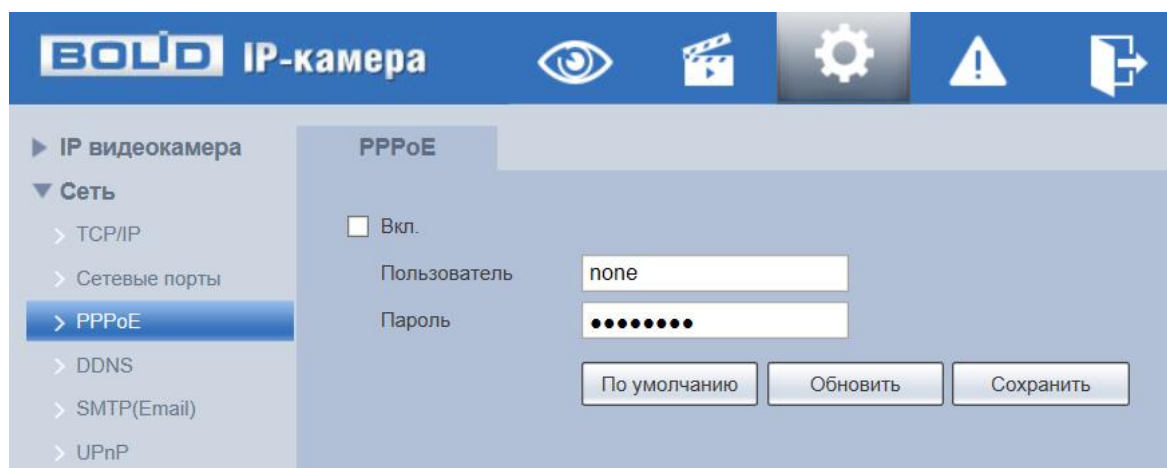 BOLID IP-камера
IP видеокамера
PPPoE
Сеть
TCP/IP
Вкл.
Сетевые порты
Пользователь none
PPPoE
Пароль ●●●●●●●●
DDNS
По умолчанию Обновить Сохранить
SMTP(Email)
UPnP